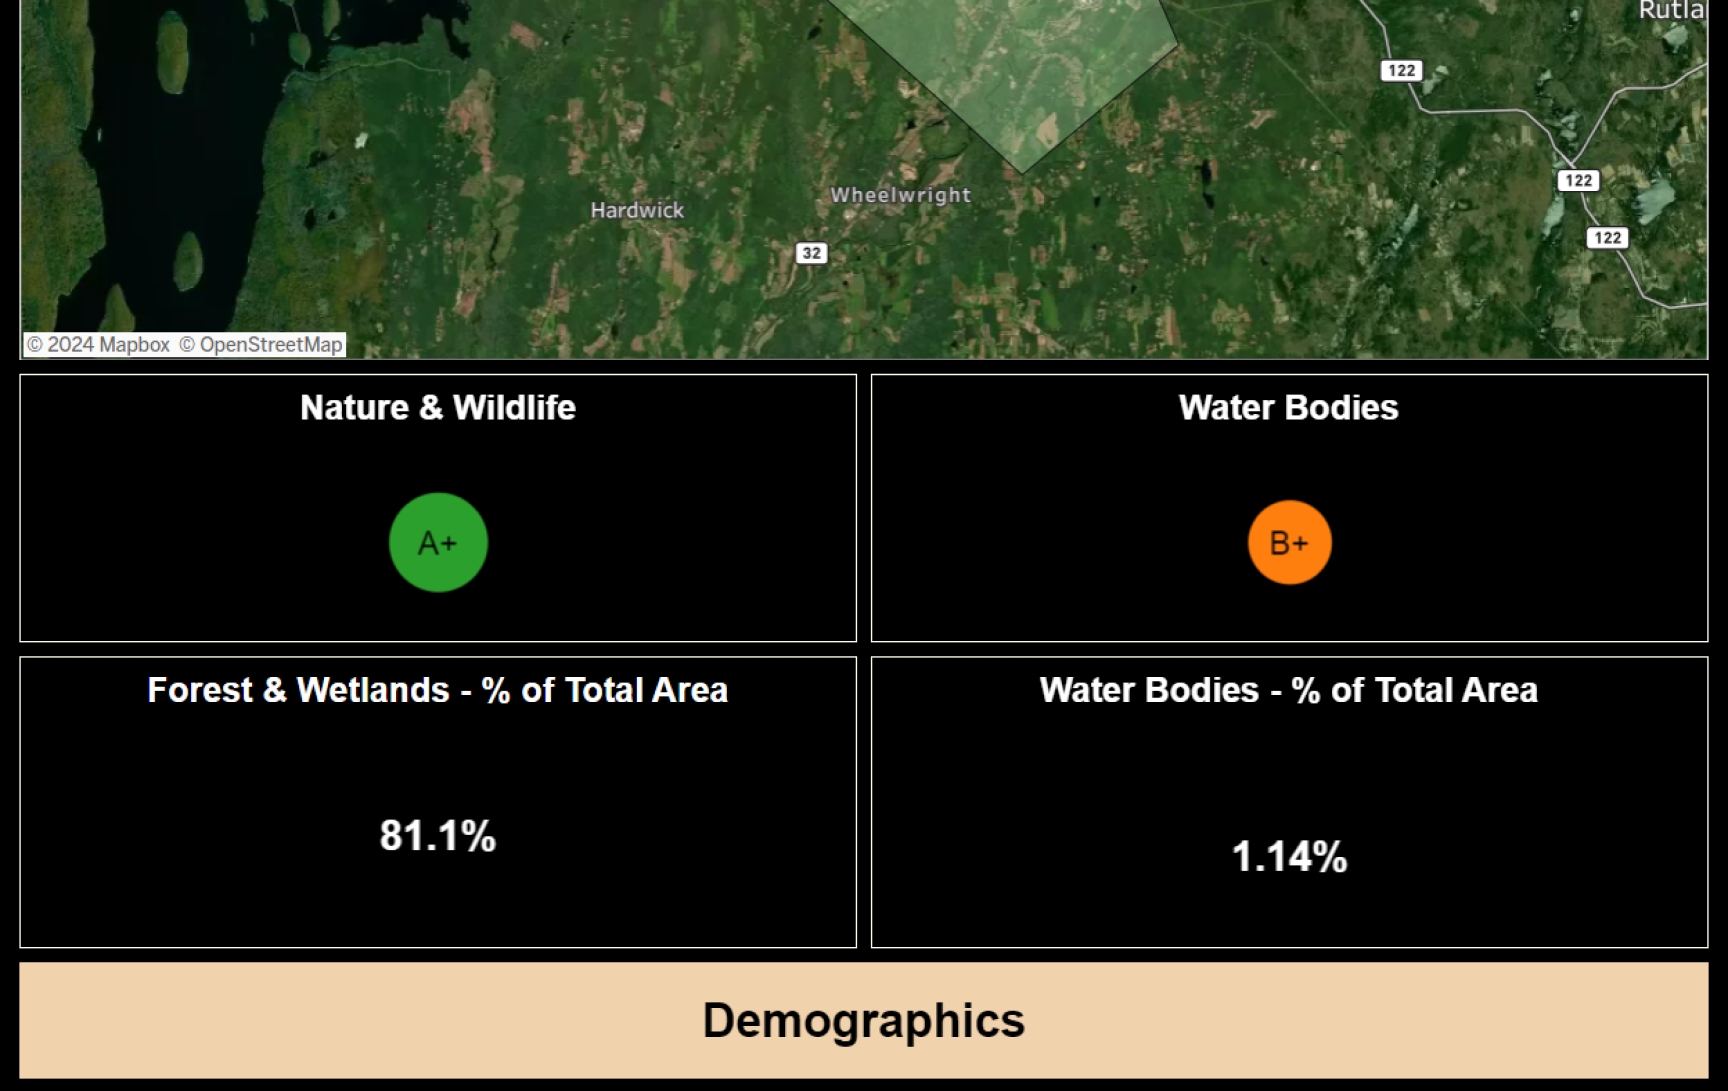 Rutla
122
122
Wheelwright
Hardwick
122
32
© 2024 Mapbox © OpenStreetMap
Nature & Wildlife
Water Bodies
A+
B+
Forest & Wetlands - % of Total Area
Water Bodies - % of Total Area
81.1%
1.14%
Demographics